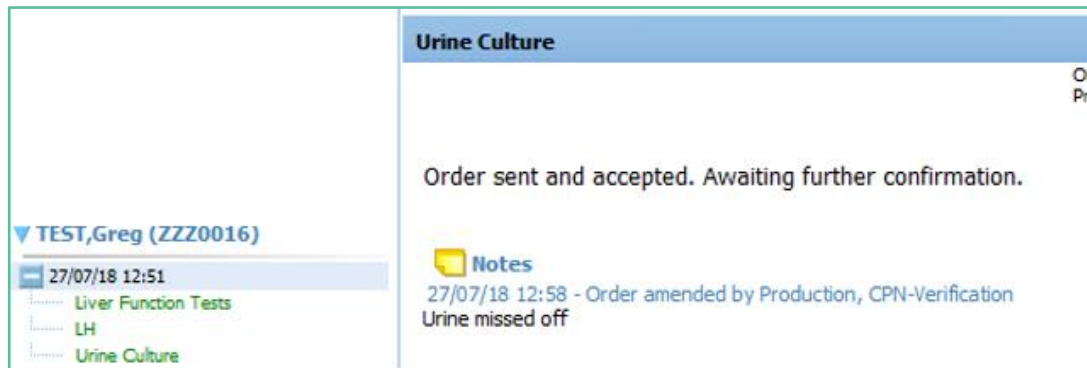 Urine Culture
Order sent and accepted. Awaiting further confirmation.
TEST,Greg (ZZZ0016)
27/07/18 12:51
Liver Function Tests
LH
Urine Culture
Notes
27/07/18 12:58 - Order amended by Production, CPN-Verification
Urine missed off